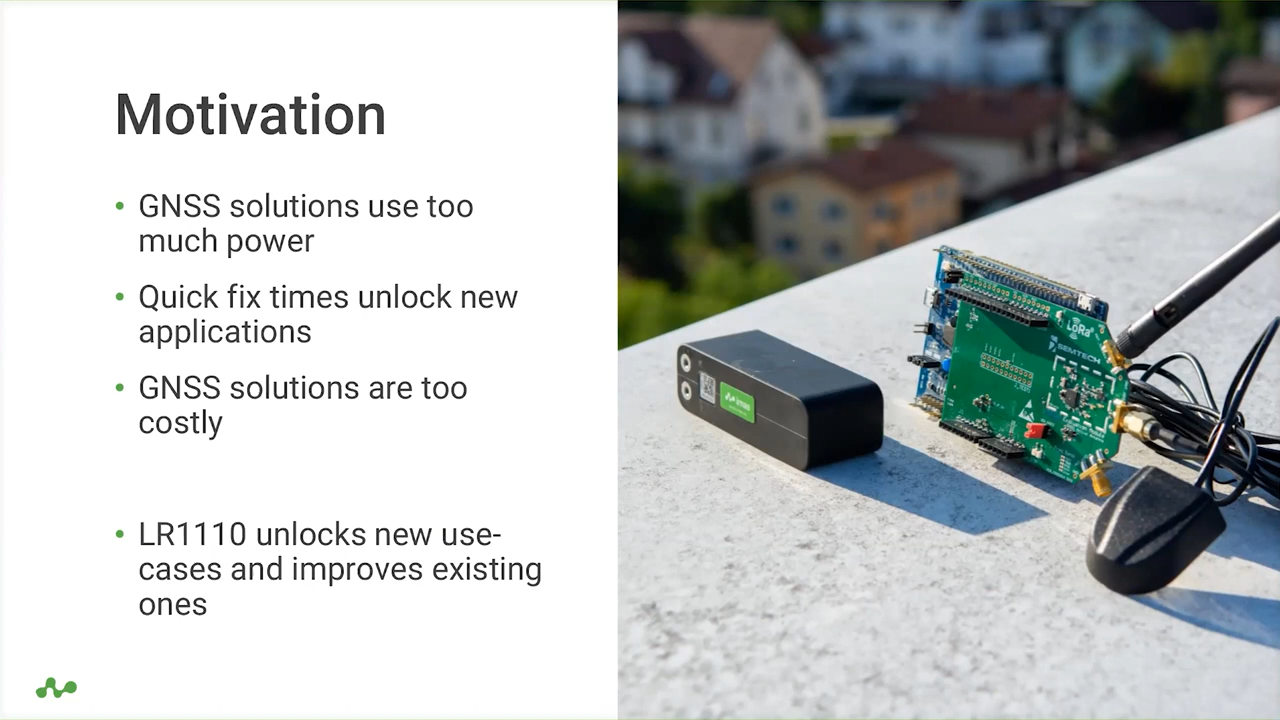 Motivation
• GNSS solutions use too
much power
• Quick fix times unlock new
applications
• GNSS solutions are too
costly
• LR1110 unlocks new use-
cases and improves existing
ones
LoRa
SEMTECH